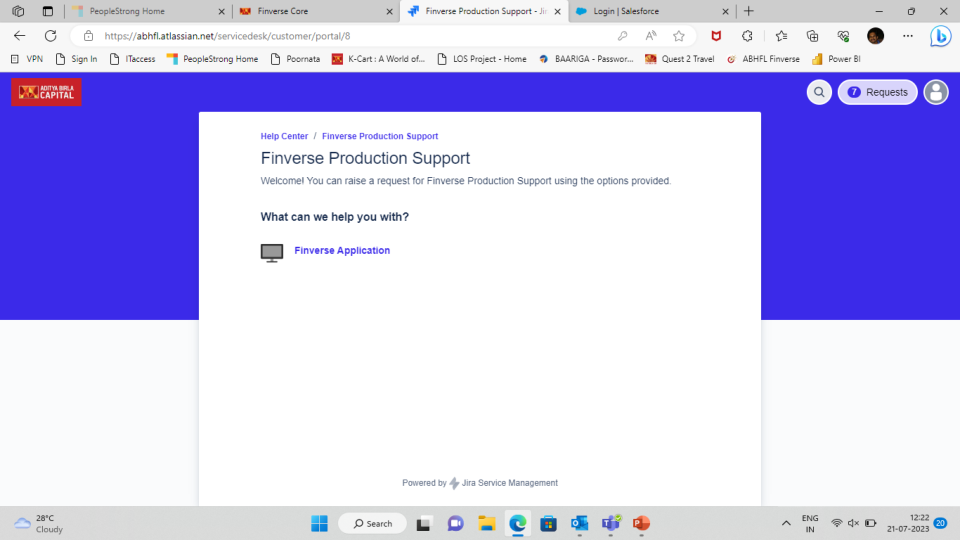 PeopleStrong Home
Finverse Core
Finverse Production Support - Ji
Login | Salesforce
https://abhfl.atlassian.net/servicedesk/customer/portal/8
VPN
Sign In
ITaccess
PeopleStrong Home
Poornata
K-Cart : A World of...
LOS Project - Home
BAARIGA - Passwor...
Quest 2 Travel
ABHFL Finverse
Power BI
ADITYA BIRLA
CAPITAL
7 Requests
Help Center / Finverse Production Support
Finverse Production Support
Welcome! You can raise a request for Finverse Production Support using the options provided.
What can we help you with?
Finverse Application
Powered by Jira Service Management
28°C
Cloudy
Search
ENG
IN
12:22
21-07-2023
20